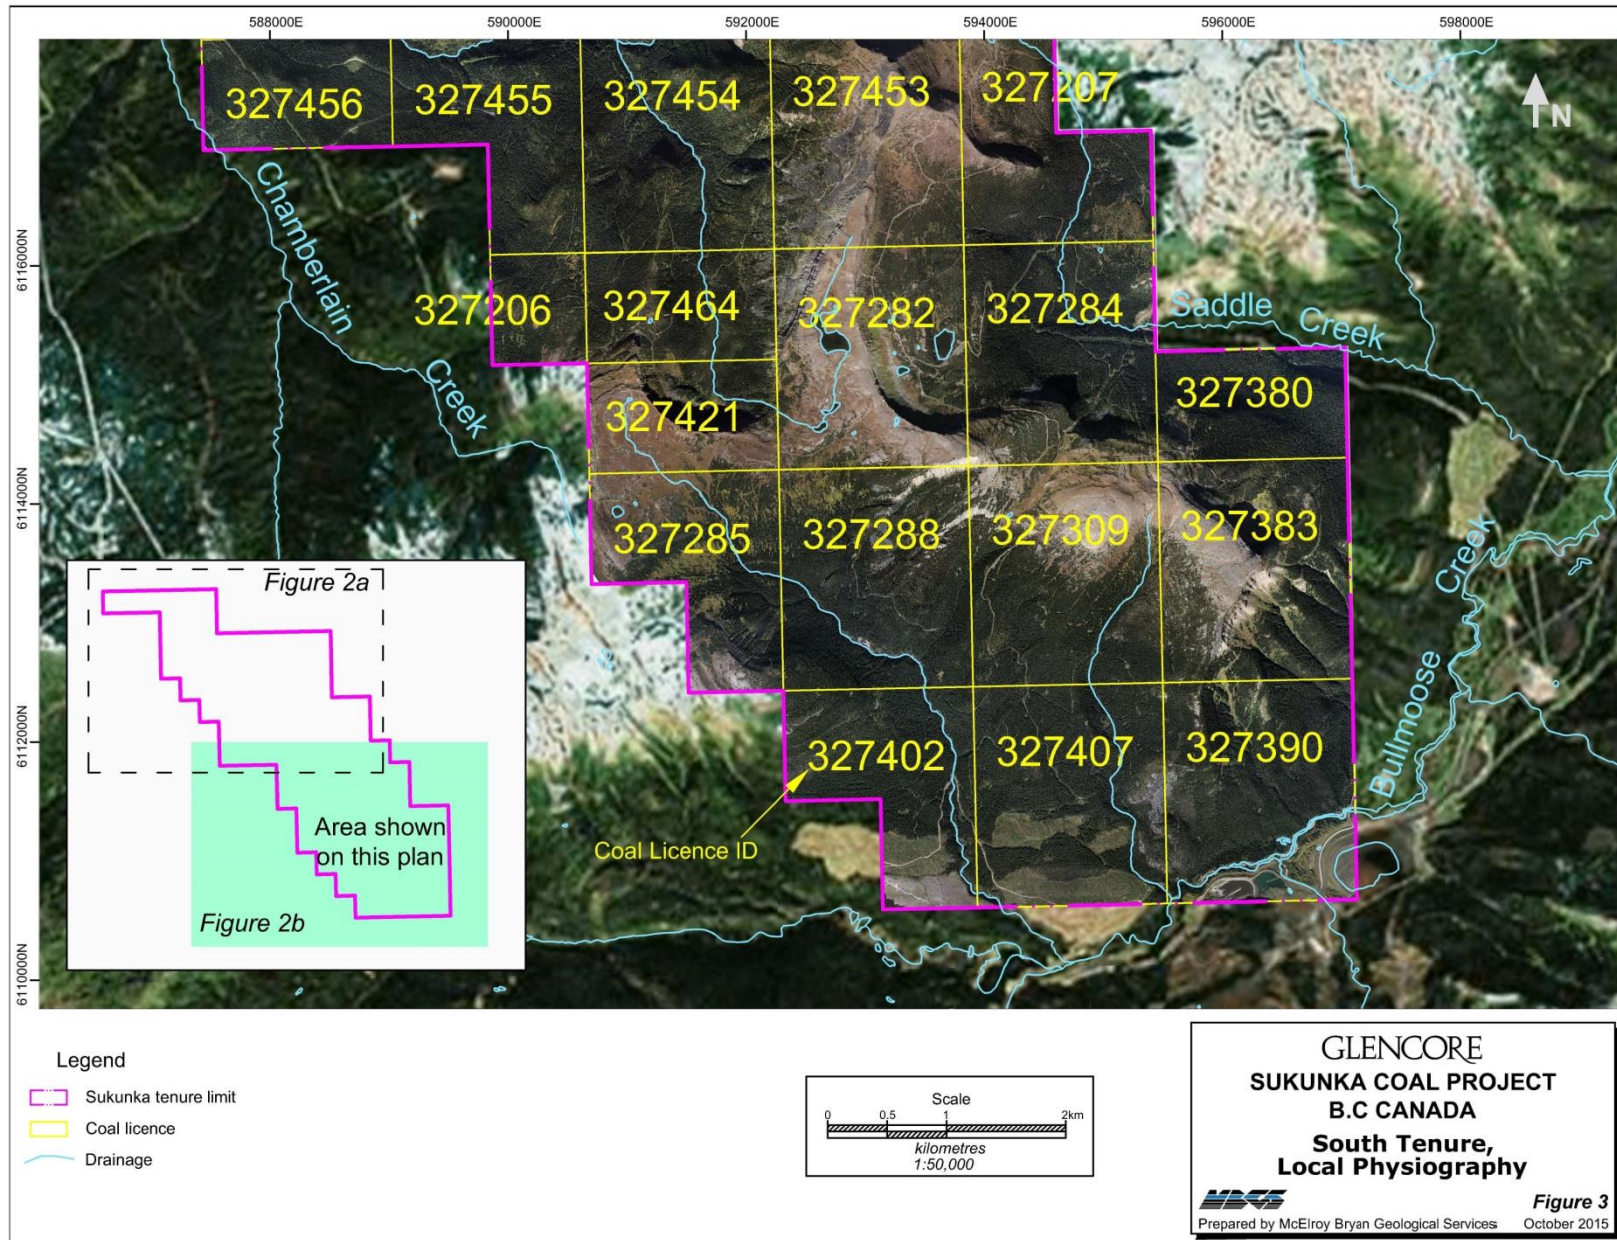 588000E 590000E 592000E 594000E 596000E 598000E
6116000N
6114000N
6112000N
6110000N
N
327456 327455 327454 327453 327207
Chamberlain
Creek
327206 327464 327282 327284
Saddle Creek
327421 327380
327285 327288 327309 327383
Bullmoose Creek
327402 327407 327390
Coal Licence ID
Figure 2a
Area shown
on this plan
Figure 2b
Legend
Sukunka tenure limit
Coal licence
Drainage
Scale
0 0.5 1 2km
kilometres
1:50,000
GLENCORE
SUKUNKA COAL PROJECT
B.C CANADA
South Tenure,
Local Physiography
MBGS
Figure 3
Prepared by McElroy Bryan Geological Services October 2015